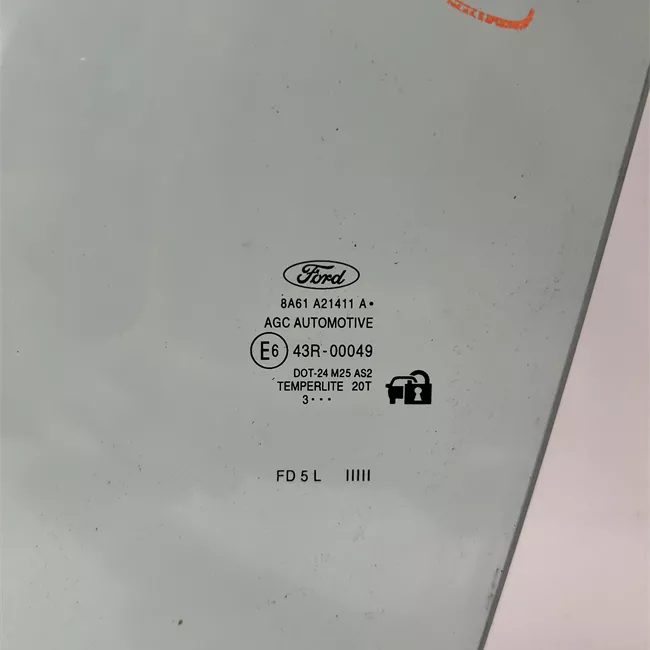 Ford
8A61 A21411 A•
AGC AUTOMOTIVE
E6 43R-00049
DOT-24 M25 AS2
TEMPERLITE 20T
3•••
FD 5 L IIIII